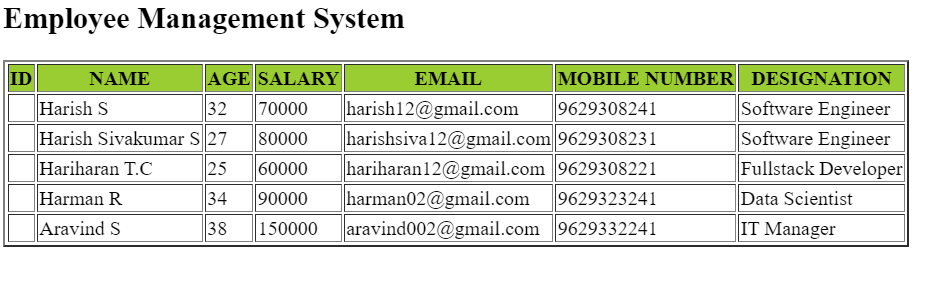 Employee Management System
ID NAME AGE SALARY EMAIL MOBILE NUMBER DESIGNATION
Harish S 32 70000 harish12@gmail.com 9629308241 Software Engineer
Harish Sivakumar S 27 80000 harishsiva12@gmail.com 9629308231 Software Engineer
Hariharan T.C 25 60000 hariharan12@gmail.com 9629308221 Fullstack Developer
Harman R 34 90000 harman02@gmail.com 9629323241 Data Scientist
Aravind S 38 150000 aravind002@gmail.com 9629332241 IT Manager